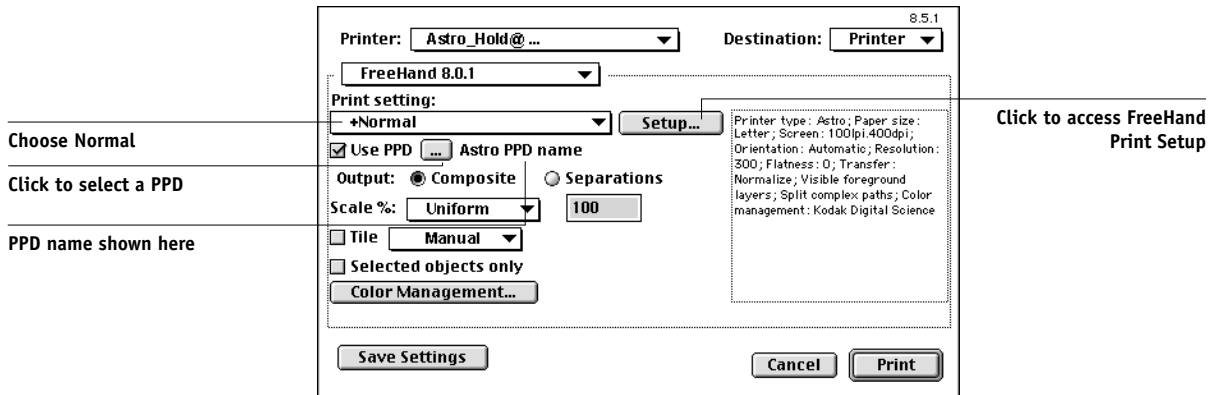 8.5.1
Printer: Astro_Hold@ ... Destination: Printer
FreeHand 8.0.1
Print setting:
+Normal Setup...
Use PPD ... Astro PPD name
Output: Composite Separations
Scale %: Uniform 100
Tile Manual
Selected objects only
Color Management...
Printer type: Astro; Paper size:
Letter; Screen: 100lpi.400dpi;
Orientation: Automatic; Resolution:
300; Flatness: 0; Transfer:
Normalize; Visible foreground
layers; Split complex paths; Color
management: Kodak Digital Science
Save Settings Cancel Print
Choose Normal
Click to select a PPD
PPD name shown here
Click to access FreeHand
Print Setup